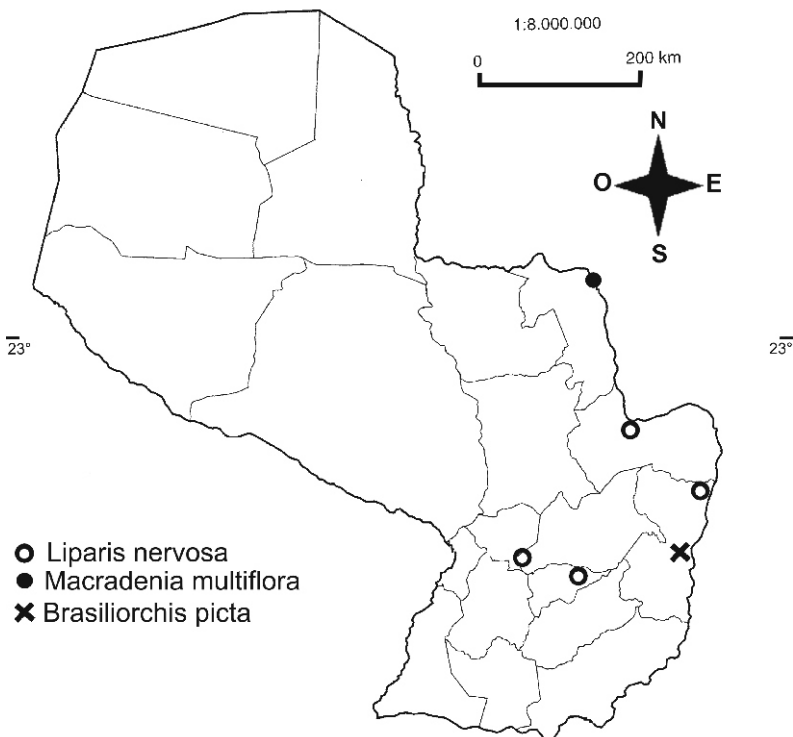 1:8.000.000
0 200 km
N
O E
S
23° 23°
Liparis nervosa
Macradenia multiflora
Brasiliorchis picta